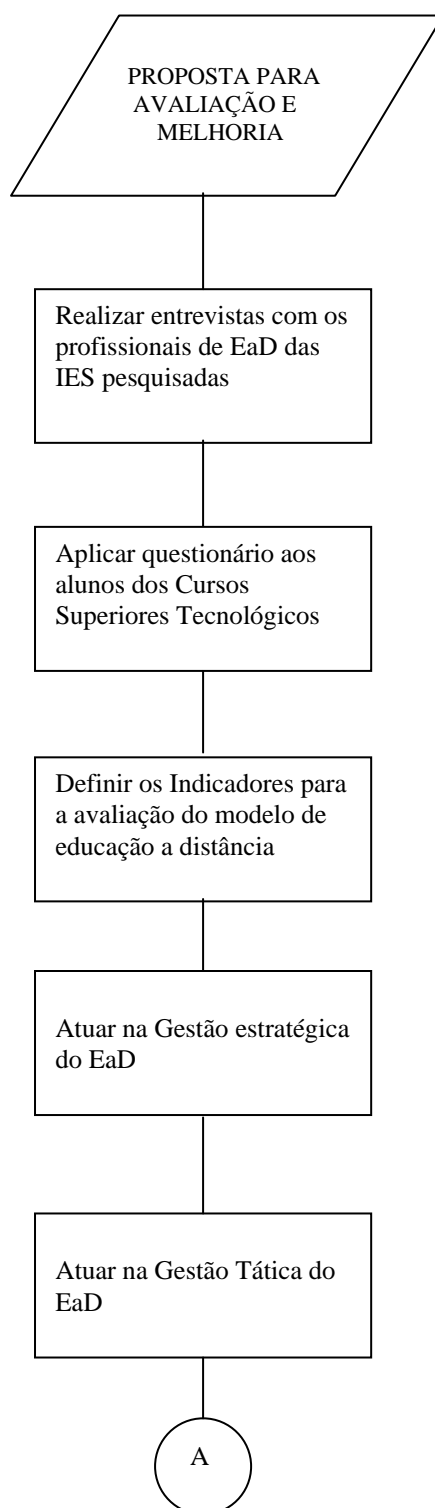 PROPOSTA PARA
AVALIAÇÃO E
MELHORIA
Realizar entrevistas com os
profissionais de EaD das
IES pesquisadas
Aplicar questionário aos
alunos dos Cursos
Superiores Tecnológicos
Definir os Indicadores para
a avaliação do modelo de
educação a distância
Atuar na Gestão estratégica
do EaD
Atuar na Gestão Tática do
EaD
A